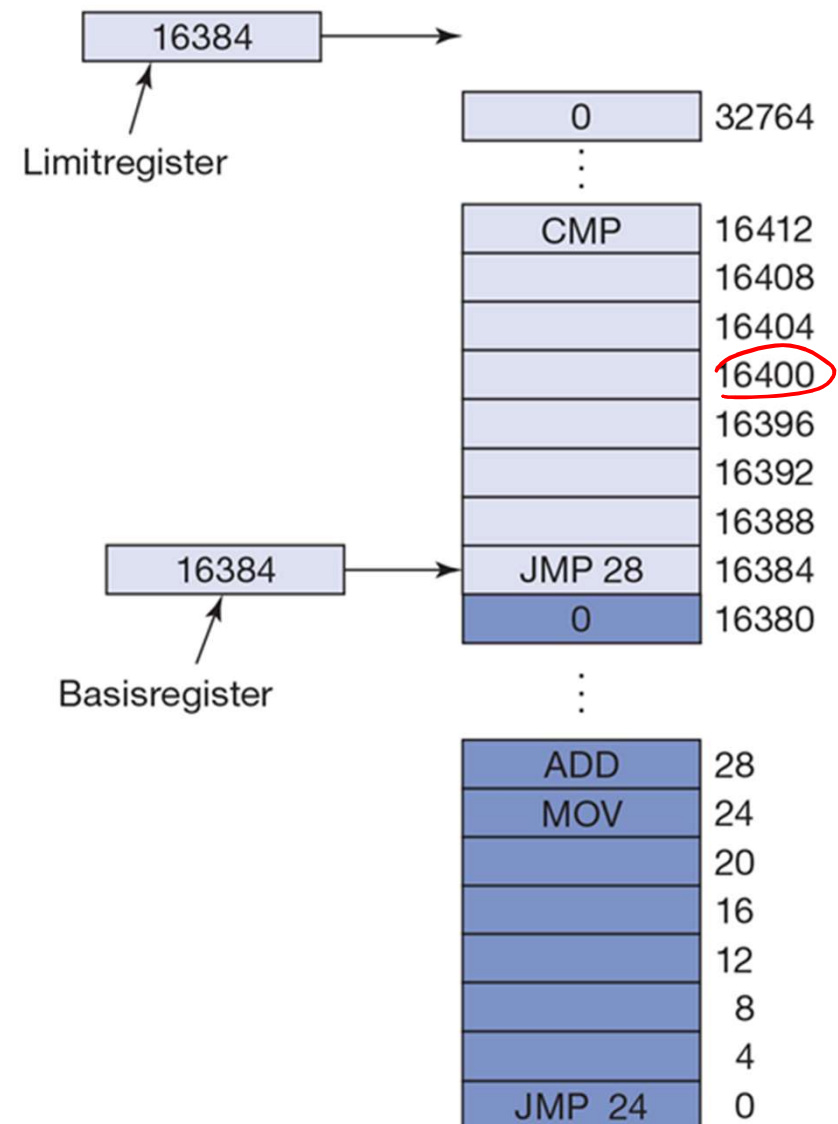 16384
Limitregister
0 32764
CMP 16412
16408
16404
16400
16396
16392
16388
16384 JMP 28 16384
0 16380
Basisregister
ADD 28
MOV 24
20
16
12
8
4
JMP 24 0